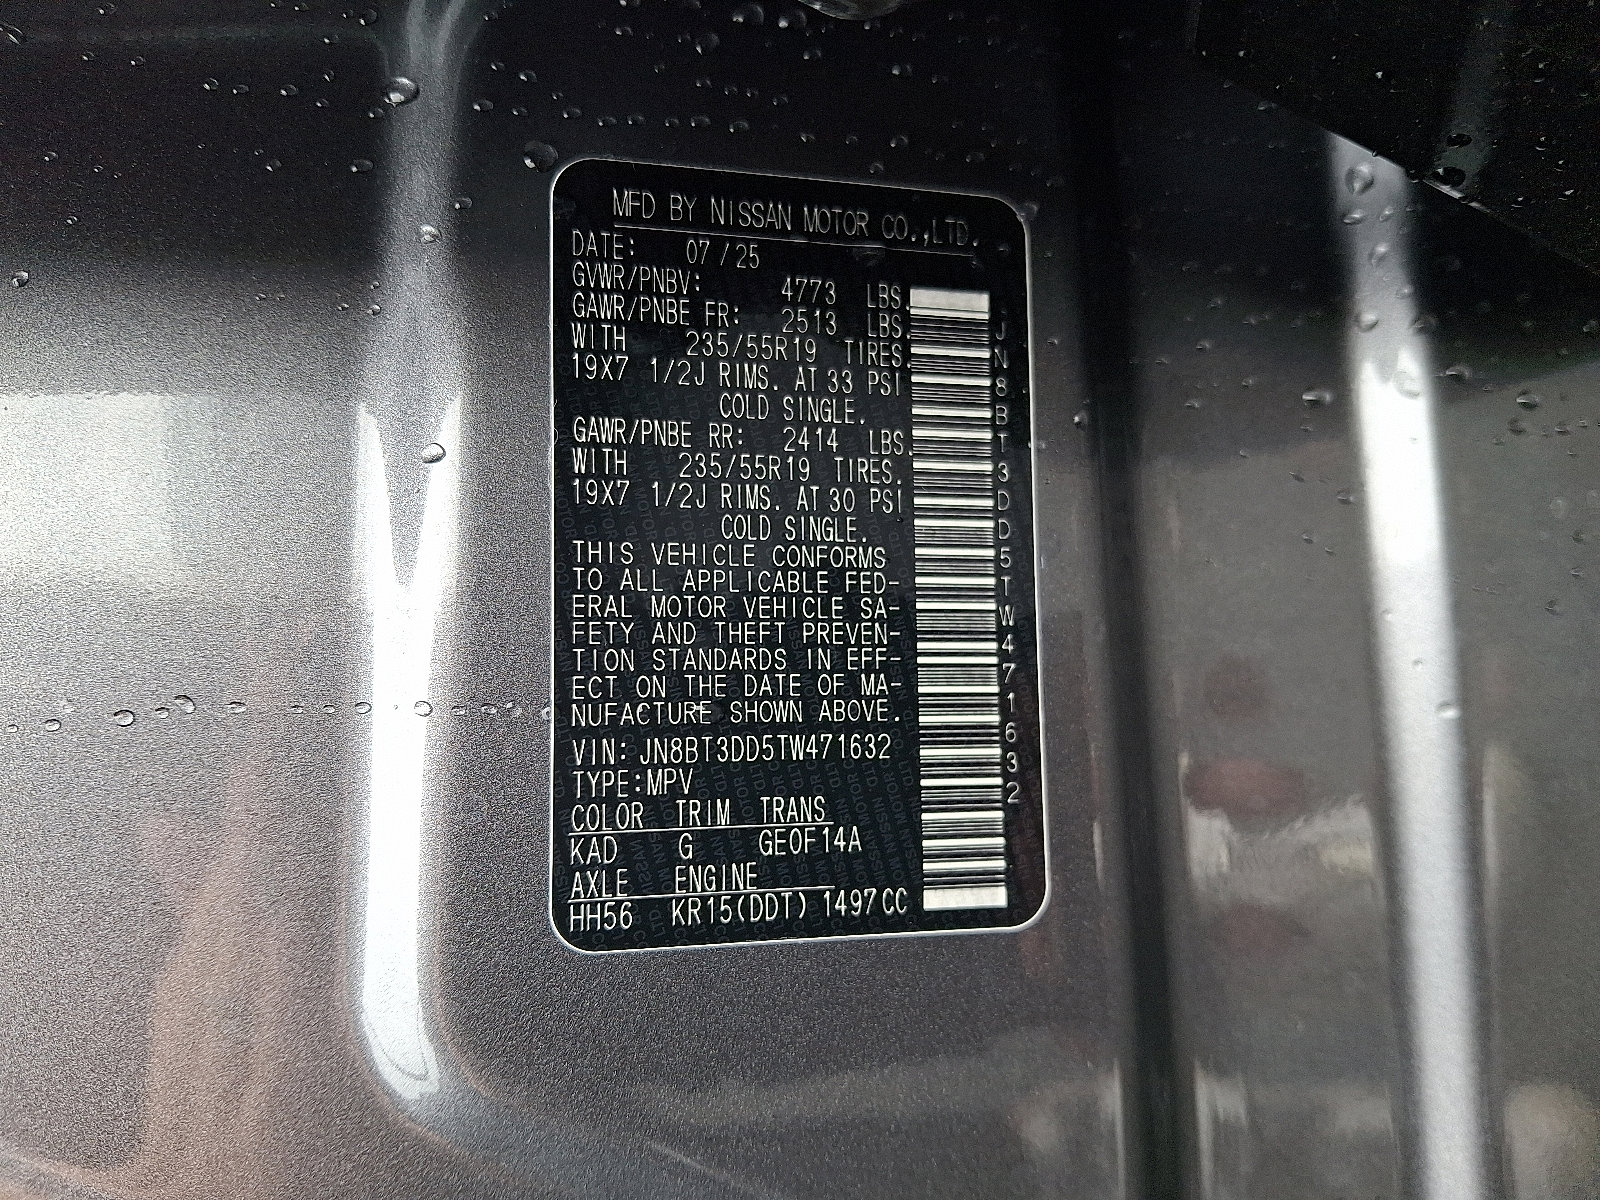 MFD BY NISSAN MOTOR CO.,LTD.
DATE: 07/25
GVWR/PNBV: 4773 LBS.
GAWR/PNBE FR: 2513 LBS.
WITH 235/55R19 TIRES.
19X7 1/2J RIMS. AT 33 PSI
COLD SINGLE.
GAWR/PNBE RR: 2414 LBS.
WITH 235/55R19 TIRES.
19X7 1/2J RIMS. AT 30 PSI
COLD SINGLE.
THIS VEHICLE CONFORMS
TO ALL APPLICABLE FED-
ERAL MOTOR VEHICLE SA-
FETY AND THEFT PREVEN-
TION STANDARDS IN EFF-
ECT ON THE DATE OF MA-
NUFACTURE SHOWN ABOVE.
VIN: JN8BT3DD5TW471632
TYPE:MPV
COLOR TRIM TRANS
KAD G GE0F14A
AXLE ENGINE
HH56 KR15(DDT) 1497CC
JN8BT3DD5TW471632